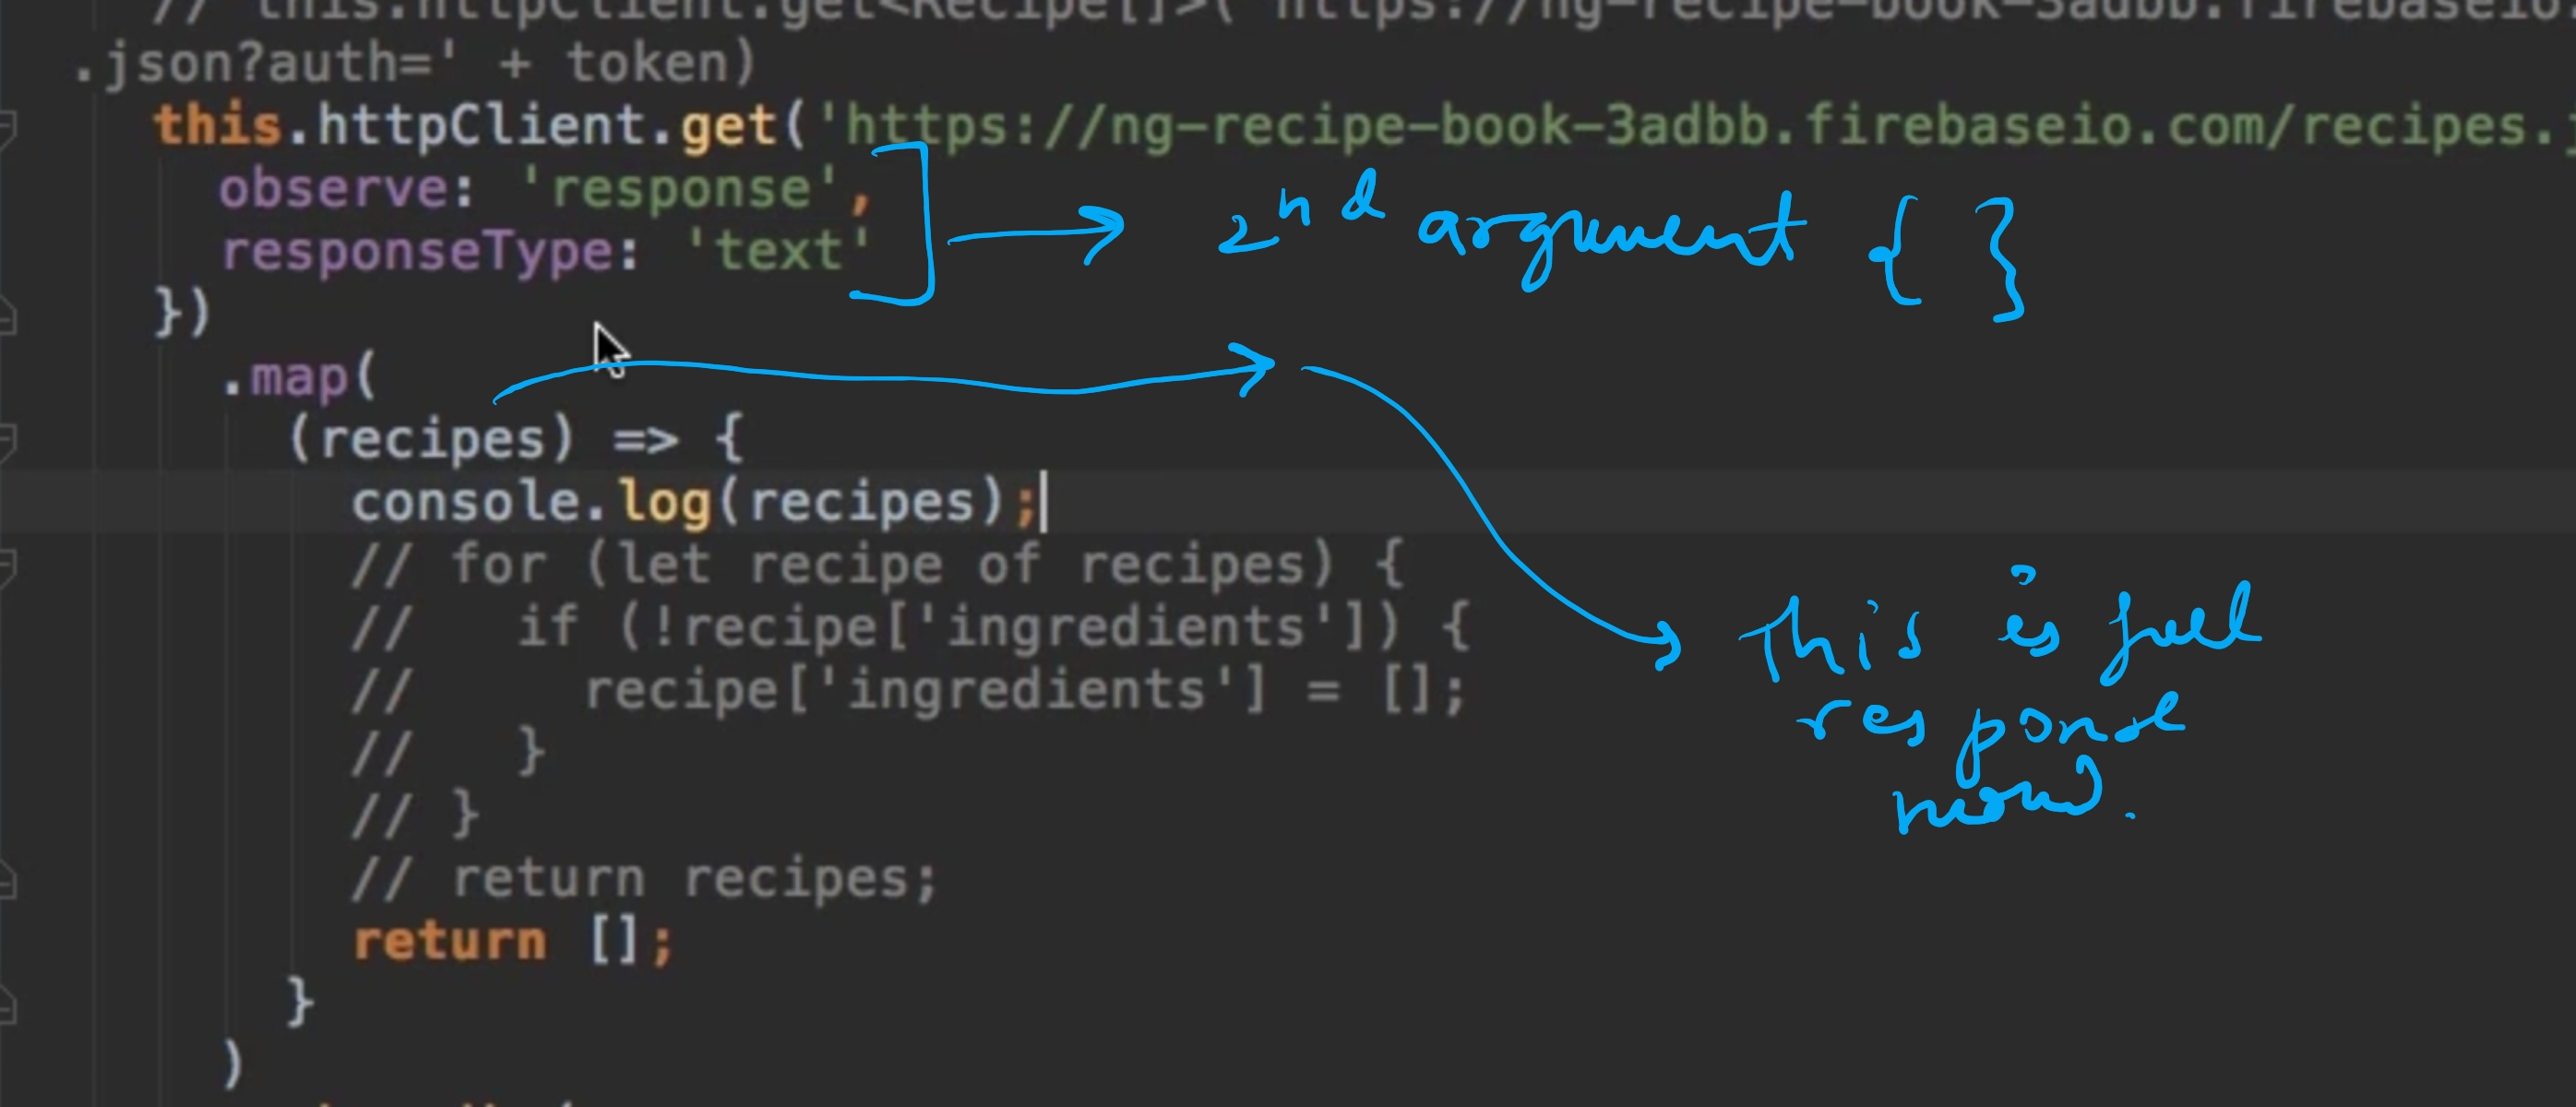 // this.httpClient.get<Recipe[]>('https://ng-recipe-book-3adbb.firebaseio.
.json?auth=' + token)
this.httpClient.get('https://ng-recipe-book-3adbb.firebaseio.com/recipes.j
observe: 'response',
responseType: 'text'
2nd argument { }
})
.map(
(recipes) => {
console.log(recipes);
// for (let recipe of recipes) {
//   if (!recipe['ingredients']) {
//     recipe['ingredients'] = [];
//   }
// }
// return recipes;
return [];
}
)
This is full
response
now.